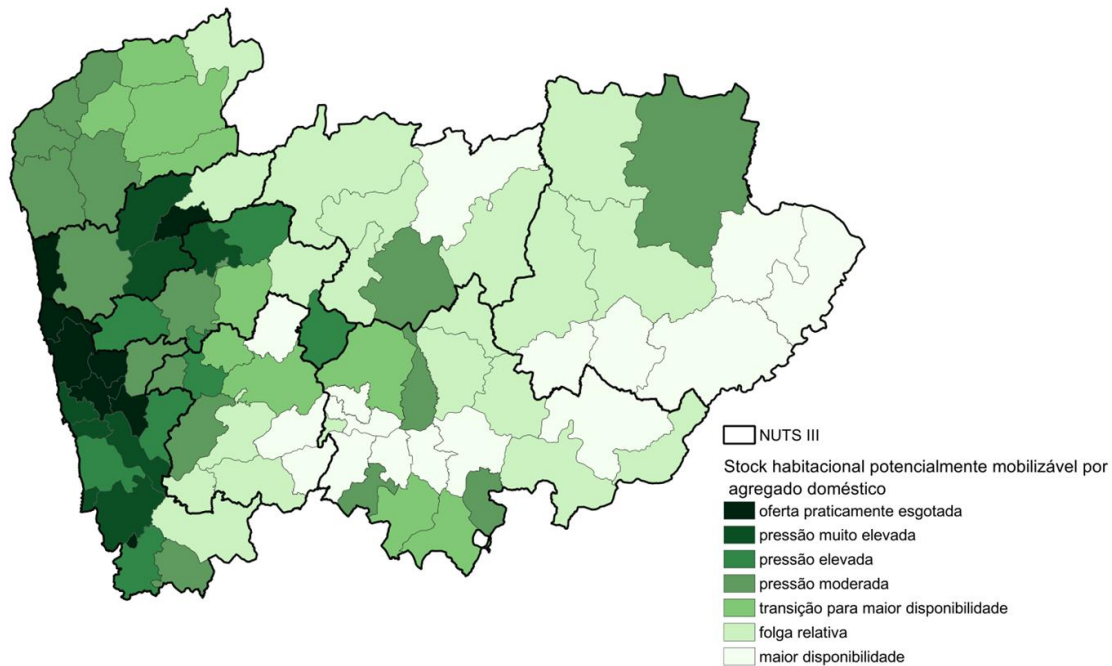 NUTS III
Stock habitacional potencialmente mobilizável por
agregado doméstico
oferta praticamente esgotada
pressão muito elevada
pressão elevada
pressão moderada
transição para maior disponibilidade
folga relativa
maior disponibilidade